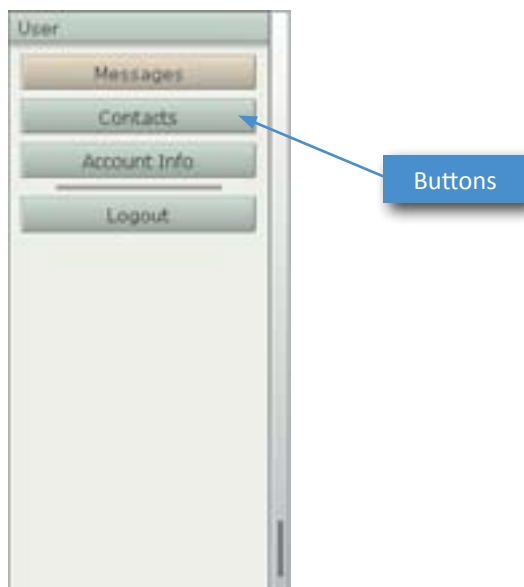 User
Messages
Contacts
Buttons
Account Info
Logout